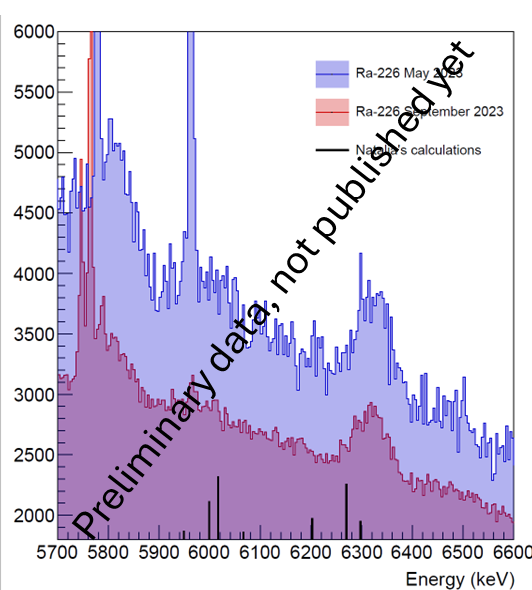 6000
5500
5000
4500
4000
3500
3000
2500
2000
Ra-226 May 2023
Ra-226 September 2023
Natalia's calculations
Preliminary data, not published yet
5700 5800 5900 6000 6100 6200 6300 6400 6500 6600
Energy (keV)